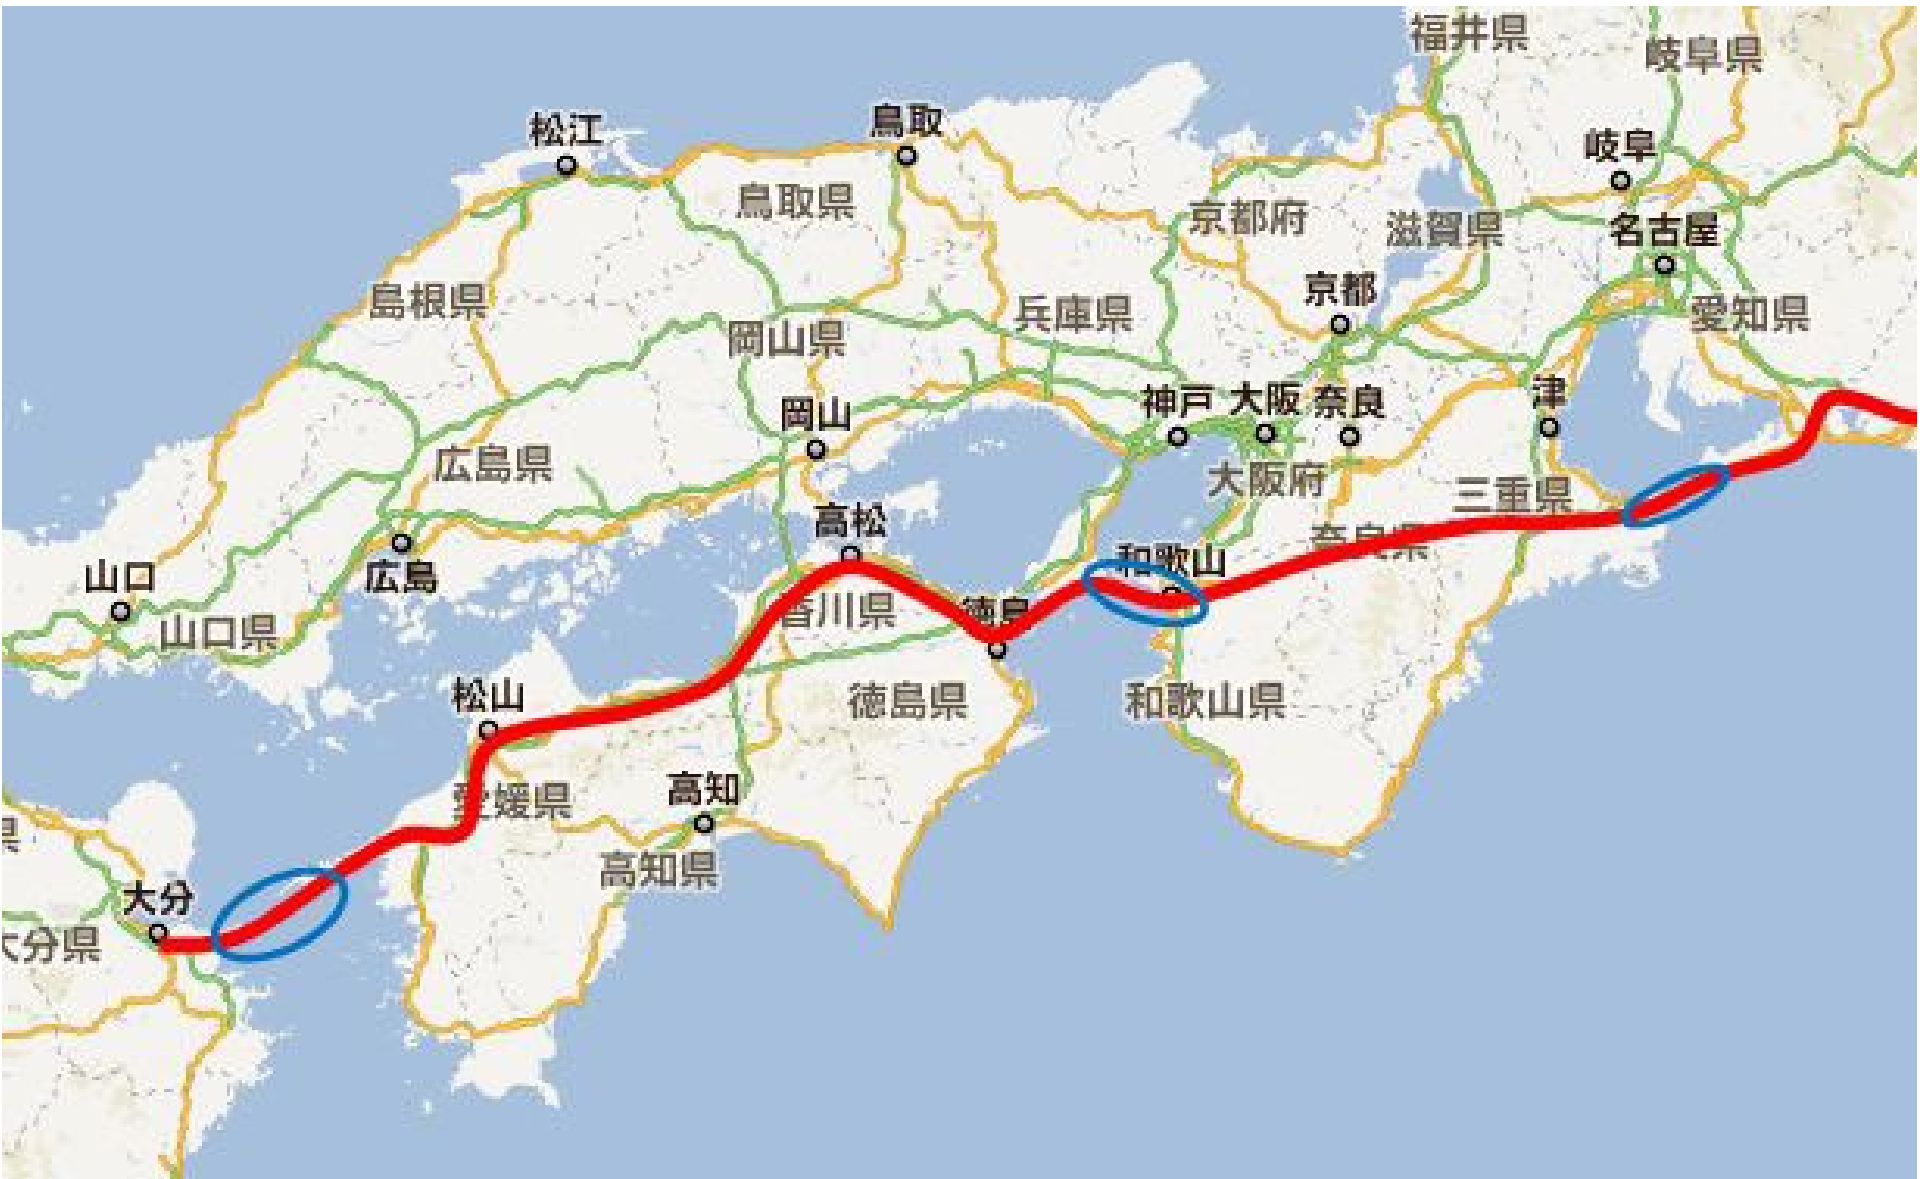 福井県
岐阜県
松江
鳥取
岐阜
鳥取県
京都府
滋賀県
名古屋
島根県
京都
兵庫県
愛知県
岡山県
神戸
大阪
奈良
津
岡山
広島県
大阪府
三重県
高松
奈良県
和歌山
広島
山口
香川県
徳島
山口県
松山
徳島県
和歌山県
高知
愛媛県
県
高知県
大分
大分県